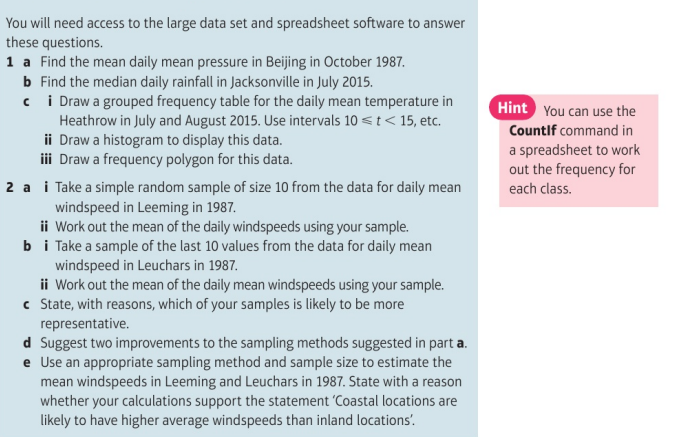 You will need access to the large data set and spreadsheet software to answer
these questions.
1 a Find the mean daily mean pressure in Beijing in October 1987.
b Find the median daily rainfall in Jacksonville in July 2015.
c i Draw a grouped frequency table for the daily mean temperature in
Heathrow in July and August 2015. Use intervals 10 ⩽ t < 15, etc.
ii Draw a histogram to display this data.
iii Draw a frequency polygon for this data.
2 a i Take a simple random sample of size 10 from the data for daily mean
windspeed in Leeming in 1987.
ii Work out the mean of the daily windspeeds using your sample.
b i Take a sample of the last 10 values from the data for daily mean
windspeed in Leuchars in 1987.
ii Work out the mean of the daily mean windspeeds using your sample.
c State, with reasons, which of your samples is likely to be more
representative.
d Suggest two improvements to the sampling methods suggested in part a.
e Use an appropriate sampling method and sample size to estimate the
mean windspeeds in Leeming and Leuchars in 1987. State with a reason
whether your calculations support the statement ‘Coastal locations are
likely to have higher average windspeeds than inland locations’.
Hint You can use the
CountIf command in
a spreadsheet to work
out the frequency for
each class.